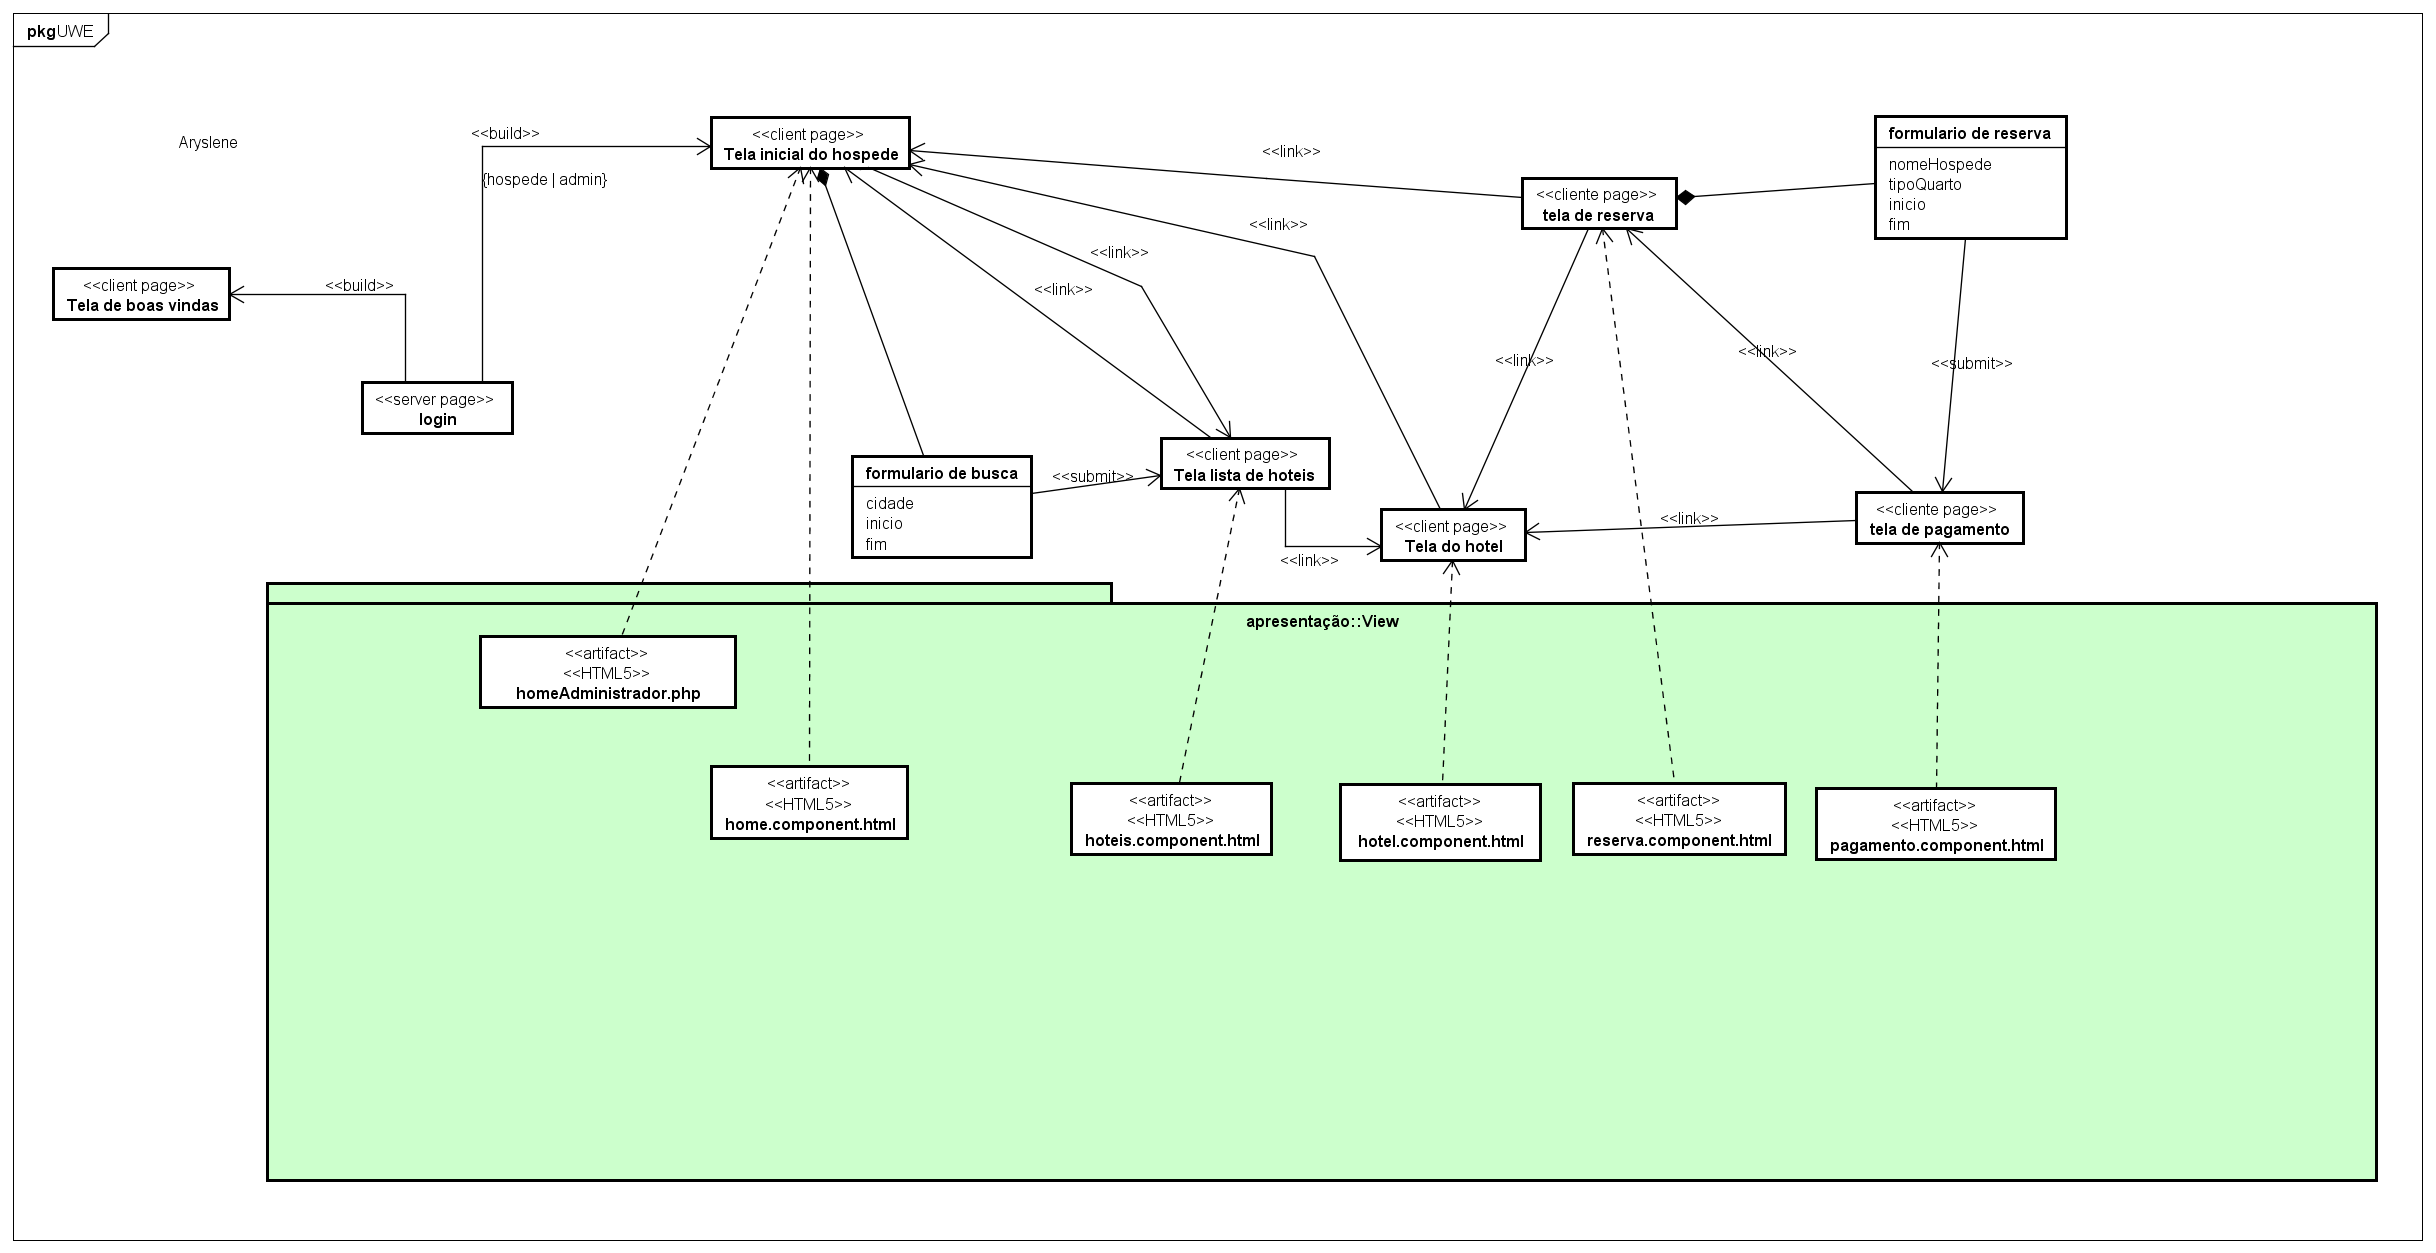 pkgUWE
Aryslene
<<build>>
{hospede | admin}
<<client page>>
Tela inicial do hospede
<<link>>
<<link>>
<<link>>
<<link>>
<<cliente page>>
tela de reserva
formulario de reserva
nomeHospede
tipoQuarto
inicio
fim
<<client page>>
Tela de boas vindas
<<build>>
<<server page>>
login
<<link>>
<<link>>
<<submit>>
formulario de busca
cidade
inicio
fim
<<submit>>
<<client page>>
Tela lista de hoteis
<<link>>
<<client page>>
Tela do hotel
<<link>>
<<cliente page>>
tela de pagamento
apresentação::View
<<artifact>>
<<HTML5>>
homeAdministrador.php
<<artifact>>
<<HTML5>>
home.component.html
<<artifact>>
<<HTML5>>
hoteis.component.html
<<artifact>>
<<HTML5>>
hotel.component.html
<<artifact>>
<<HTML5>>
reserva.component.html
<<artifact>>
<<HTML5>>
pagamento.component.html